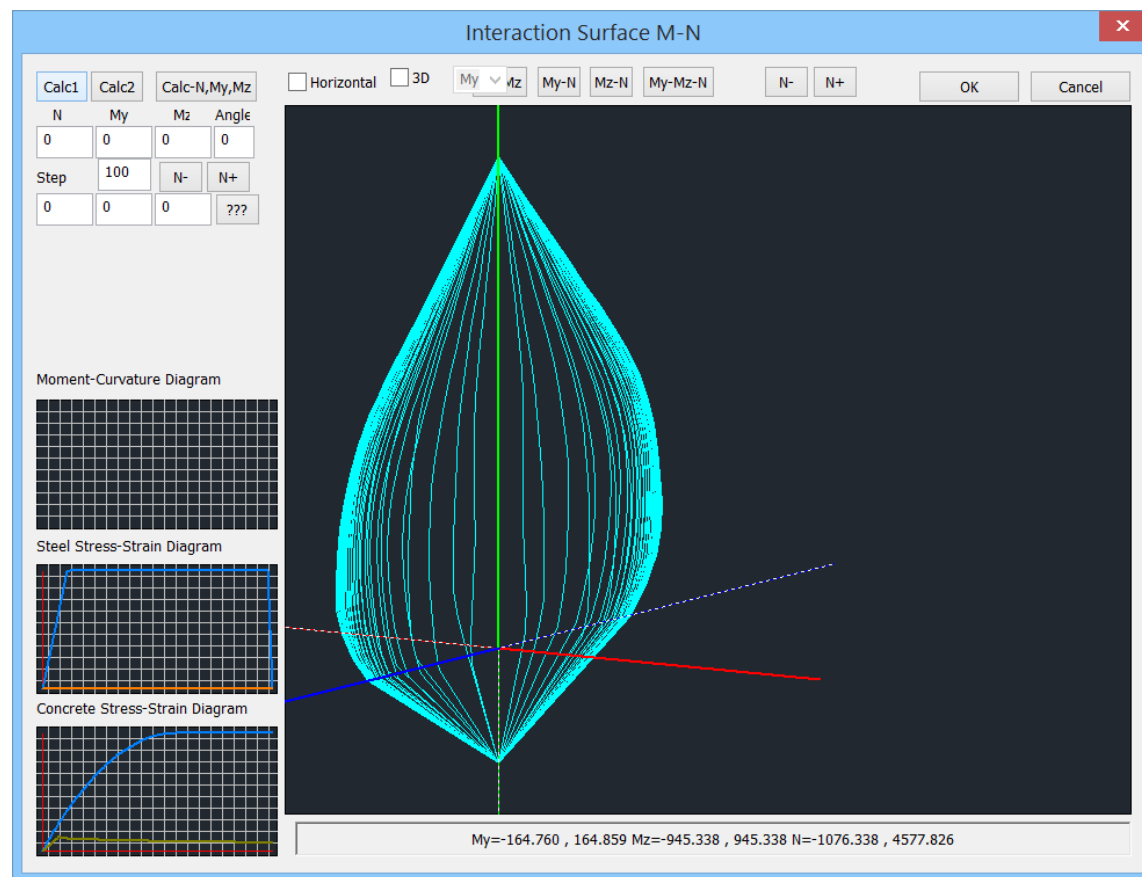 Interaction Surface M-N
Calc1 Calc2 Calc-N,My,Mz Horizontal 3D My Mz My-N Mz-N My-Mz-N N- N+ OK Cancel
N My Mz Angle
0 0 0 0
Step 100 N- N+
0 0 0 ???
Moment-Curvature Diagram
Steel Stress-Strain Diagram
Concrete Stress-Strain Diagram
My=-164.760 , 164.859 Mz=-945.338 , 945.338 N=-1076.338 , 4577.826